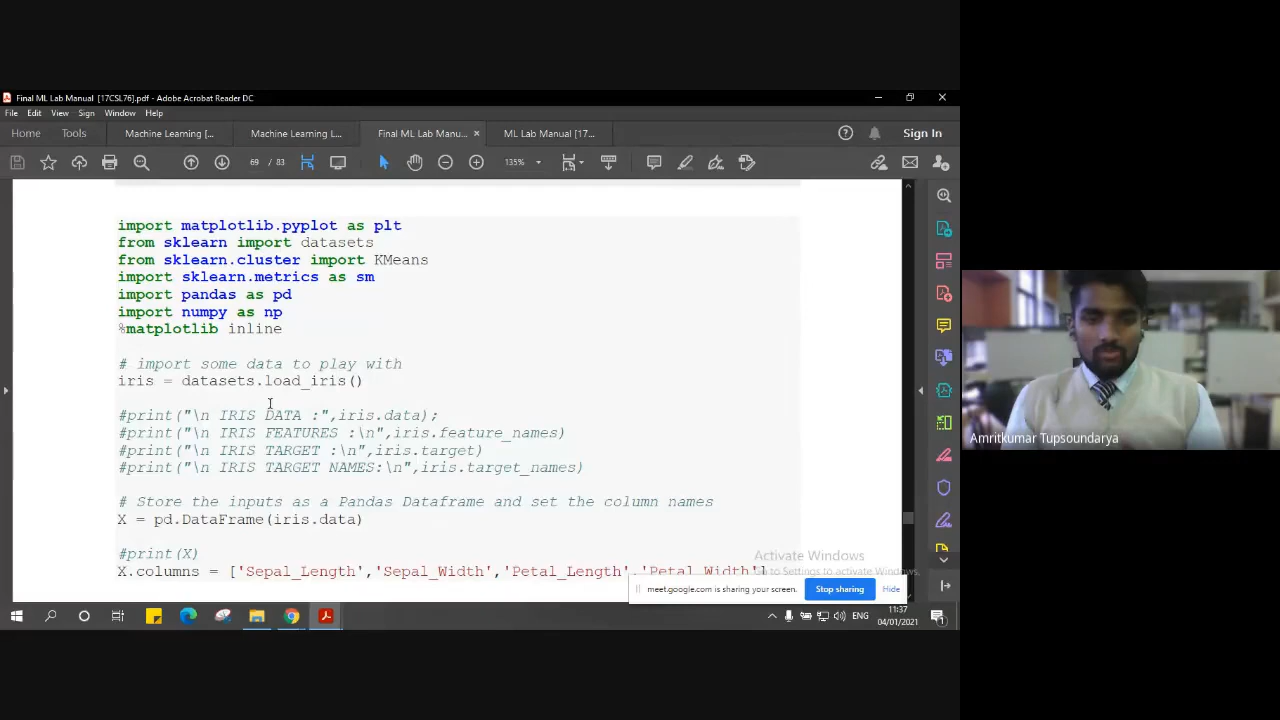 Final ML Lab Manual [17CSL76].pdf - Adobe Acrobat Reader DC
File Edit View Sign Window Help
Home Tools Machine Learning [... Machine Learning L... Final ML Lab Manu... × ML Lab Manual [17... Sign In
69 / 83 135%
import matplotlib.pyplot as plt
from sklearn import datasets
from sklearn.cluster import KMeans
import sklearn.metrics as sm
import pandas as pd
import numpy as np
%matplotlib inline
# import some data to play with
iris = datasets.load_iris()
#print("\n IRIS DATA :",iris.data);
#print("\n IRIS FEATURES :\n",iris.feature_names)
#print("\n IRIS TARGET :\n",iris.target)
#print("\n IRIS TARGET NAMES:\n",iris.target_names)
# Store the inputs as a Pandas Dataframe and set the column names
X = pd.DataFrame(iris.data)
#print(X)
X.columns = ['Sepal_Length','Sepal_Width','Petal_Length','Petal_Width']
Activate Windows
Go to Settings to activate Windows.
meet.google.com is sharing your screen. Stop sharing Hide
Amritkumar Tupsoundarya
ENG
11:37
04/01/2021
1